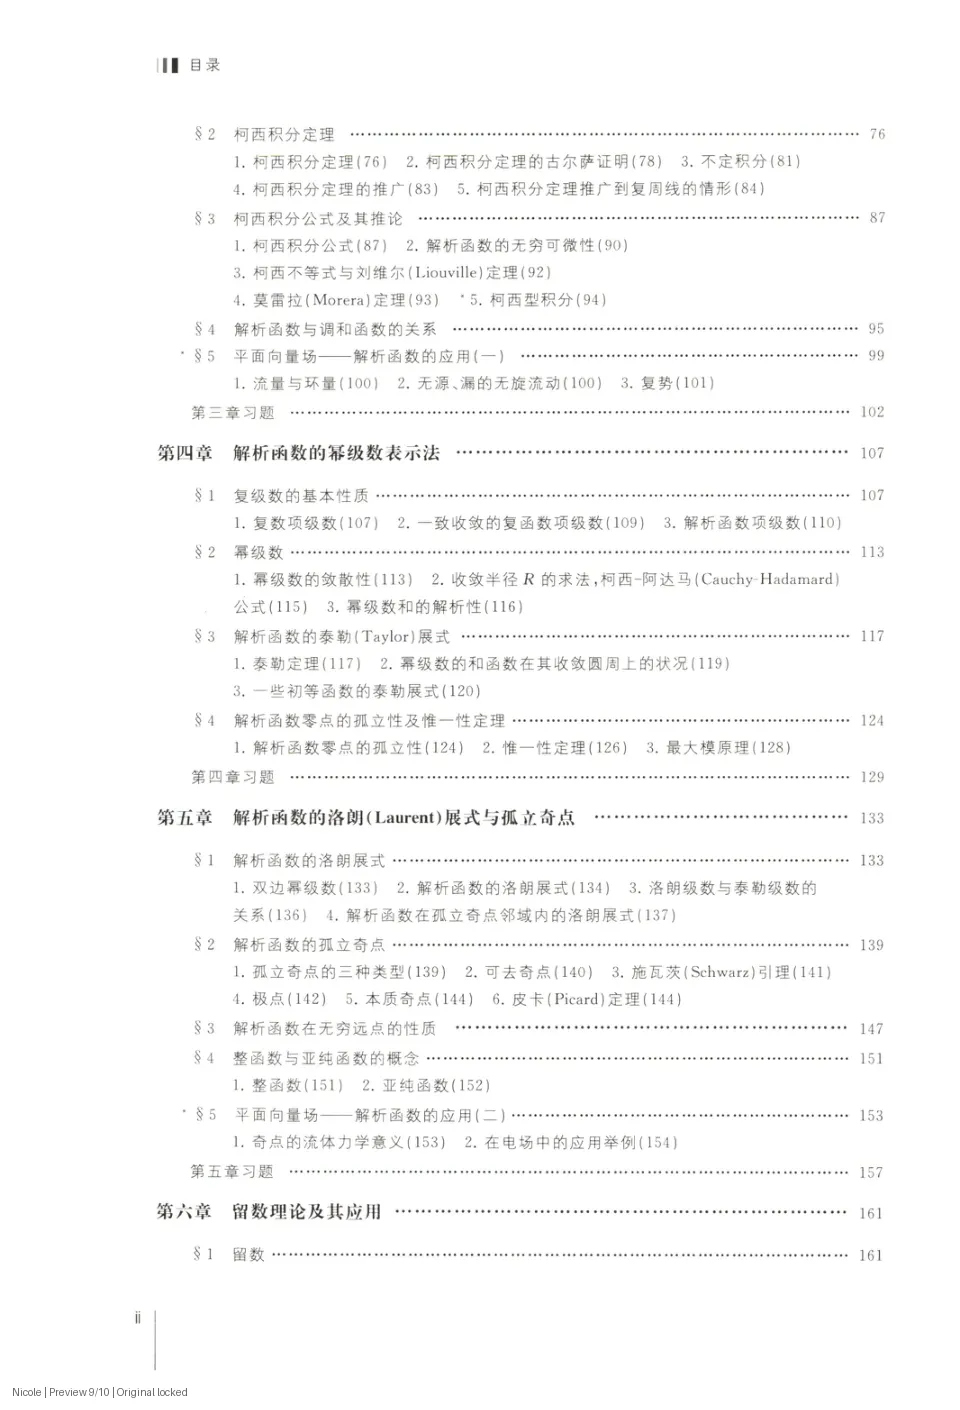 目录
§2 柯西积分定理 …… 76
1. 柯西积分定理(76) 2. 柯西积分定理的古尔萨证明(78) 3. 不定积分(81)
4. 柯西积分定理的推广(83) 5. 柯西积分定理推广到复周线的情形(84)
§3 柯西积分公式及其推论 …… 87
1. 柯西积分公式(87) 2. 解析函数的无穷可微性(90)
3. 柯西不等式与刘维尔(Liouville)定理(92)
4. 莫雷拉(Morera)定理(93) *5. 柯西型积分(94)
§4 解析函数与调和函数的关系 …… 95
*§5 平面向量场——解析函数的应用(一) …… 99
1. 流量与环量(100) 2. 无源、漏的无旋流动(100) 3. 复势(101)
第三章习题 …… 102
第四章 解析函数的幂级数表示法 …… 107
§1 复级数的基本性质 …… 107
1. 复数项级数(107) 2. 一致收敛的复函数项级数(109) 3. 解析函数项级数(110)
§2 幂级数 …… 113
1. 幂级数的敛散性(113) 2. 收敛半径 R 的求法,柯西-阿达马(Cauchy-Hadamard)
公式(115) 3. 幂级数和的解析性(116)
§3 解析函数的泰勒(Taylor)展式 …… 117
1. 泰勒定理(117) 2. 幂级数的和函数在其收敛圆周上的状况(119)
3. 一些初等函数的泰勒展式(120)
§4 解析函数零点的孤立性及惟一性定理 …… 124
1. 解析函数零点的孤立性(124) 2. 惟一性定理(126) 3. 最大模原理(128)
第四章习题 …… 129
第五章 解析函数的洛朗(Laurent)展式与孤立奇点 …… 133
§1 解析函数的洛朗展式 …… 133
1. 双边幂级数(133) 2. 解析函数的洛朗展式(134) 3. 洛朗级数与泰勒级数的
关系(136) 4. 解析函数在孤立奇点邻域内的洛朗展式(137)
§2 解析函数的孤立奇点 …… 139
1. 孤立奇点的三种类型(139) 2. 可去奇点(140) 3. 施瓦茨(Schwarz)引理(141)
4. 极点(142) 5. 本质奇点(144) 6. 皮卡(Picard)定理(144)
§3 解析函数在无穷远点的性质 …… 147
§4 整函数与亚纯函数的概念 …… 151
1. 整函数(151) 2. 亚纯函数(152)
*§5 平面向量场——解析函数的应用(二) …… 153
1. 奇点的流体力学意义(153) 2. 在电场中的应用举例(154)
第五章习题 …… 157
第六章 留数理论及其应用 …… 161
§1 留数 …… 161
ii
Nicole | Preview 9/10 | Original locked